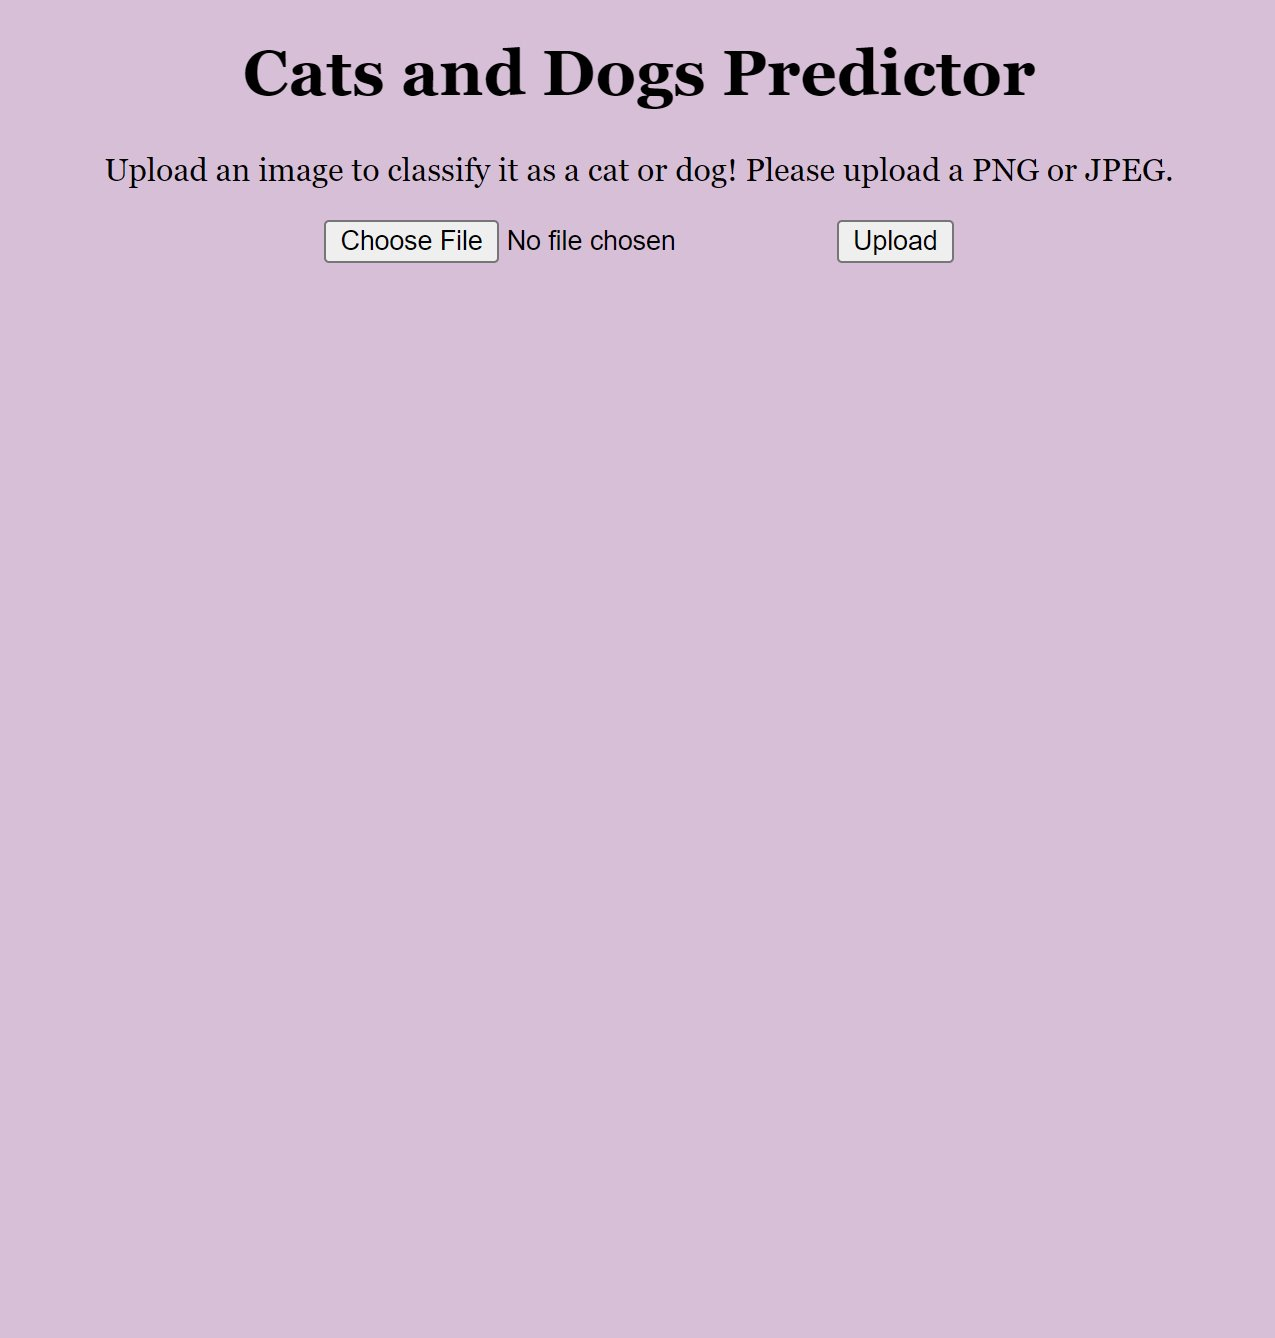 Cats and Dogs Predictor
Upload an image to classify it as a cat or dog! Please upload a PNG or JPEG.
Choose File No file chosen Upload